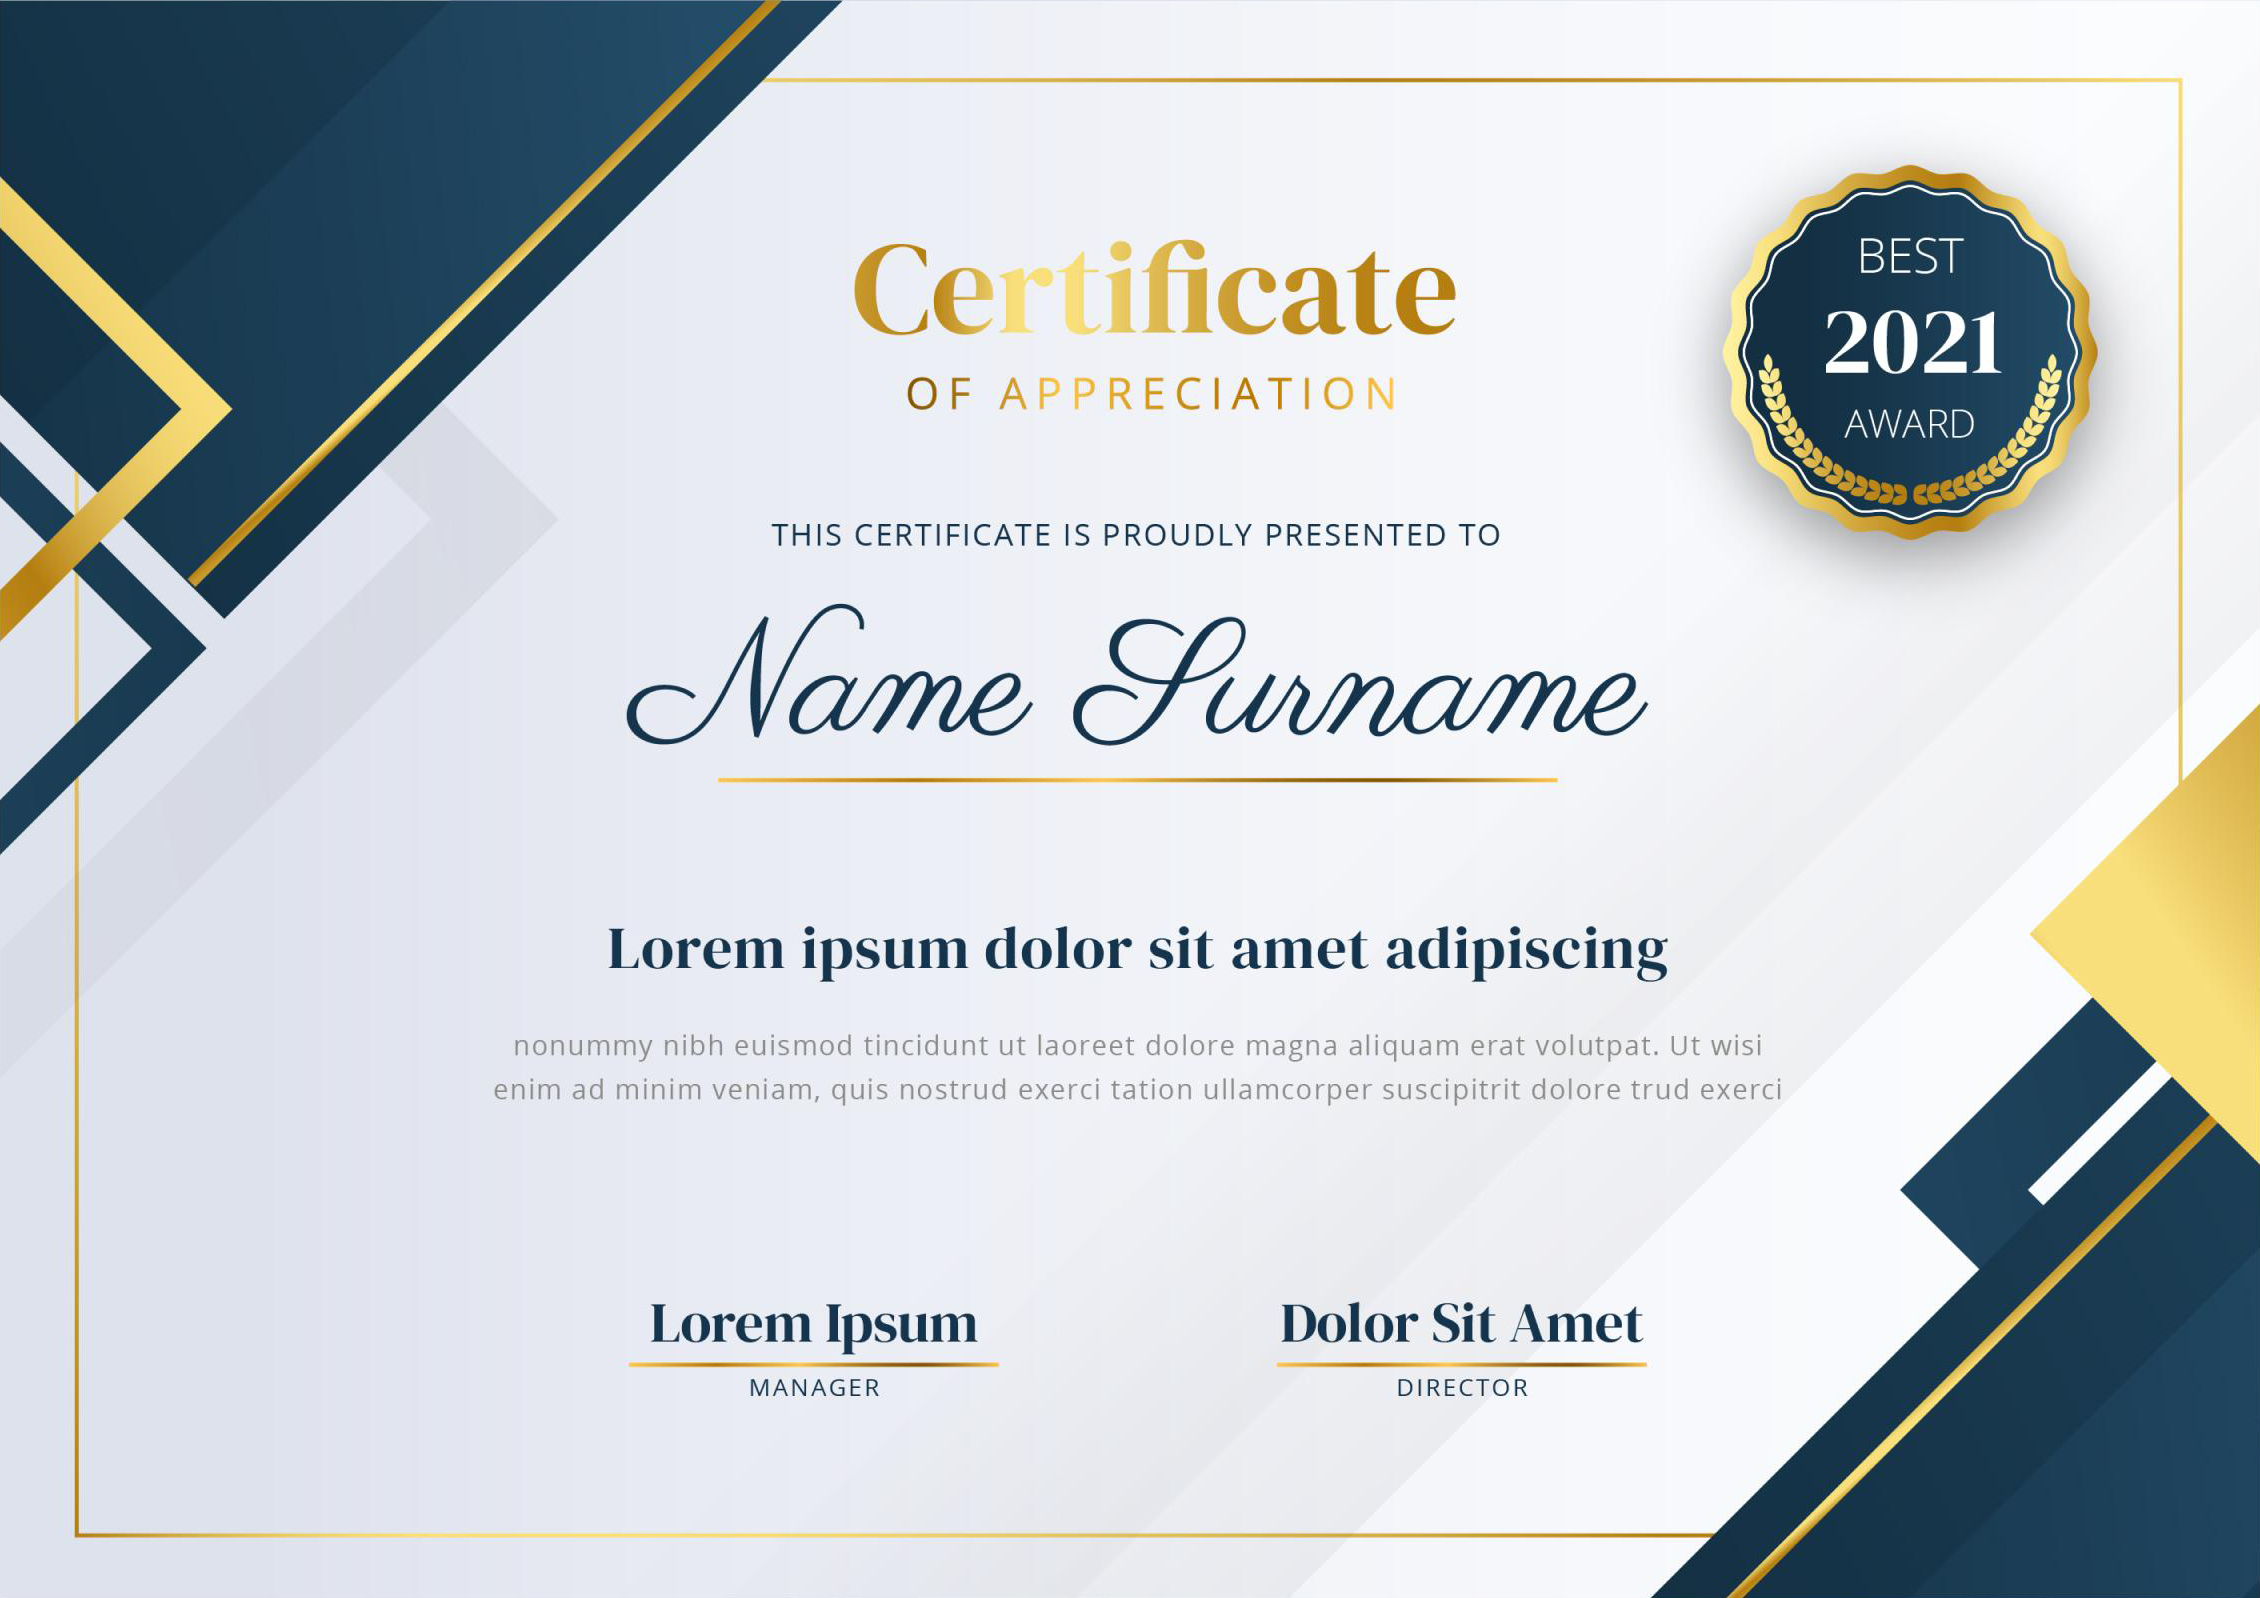 Certificate
OF APPRECIATION
BEST
2021
AWARD
THIS CERTIFICATE IS PROUDLY PRESENTED TO
Name Surname
Lorem ipsum dolor sit amet adipiscing
nonummy nibh euismod tincidunt ut laoreet dolore magna aliquam erat volutpat. Ut wisi
enim ad minim veniam, quis nostrud exerci tation ullamcorper suscipitrit dolore trud exerci
Lorem Ipsum
MANAGER
Dolor Sit Amet
DIRECTOR